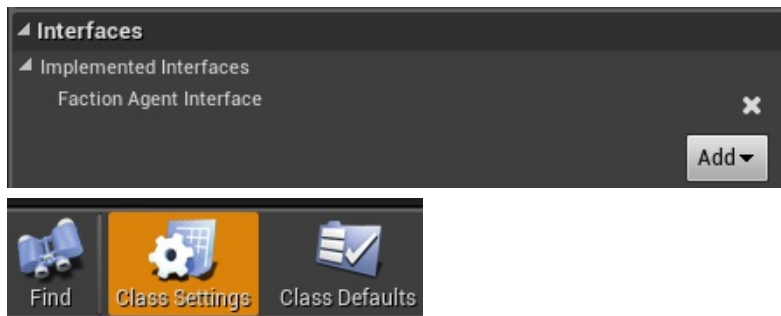 Interfaces
Implemented Interfaces
Faction Agent Interface
Add
Find Class Settings Class Defaults